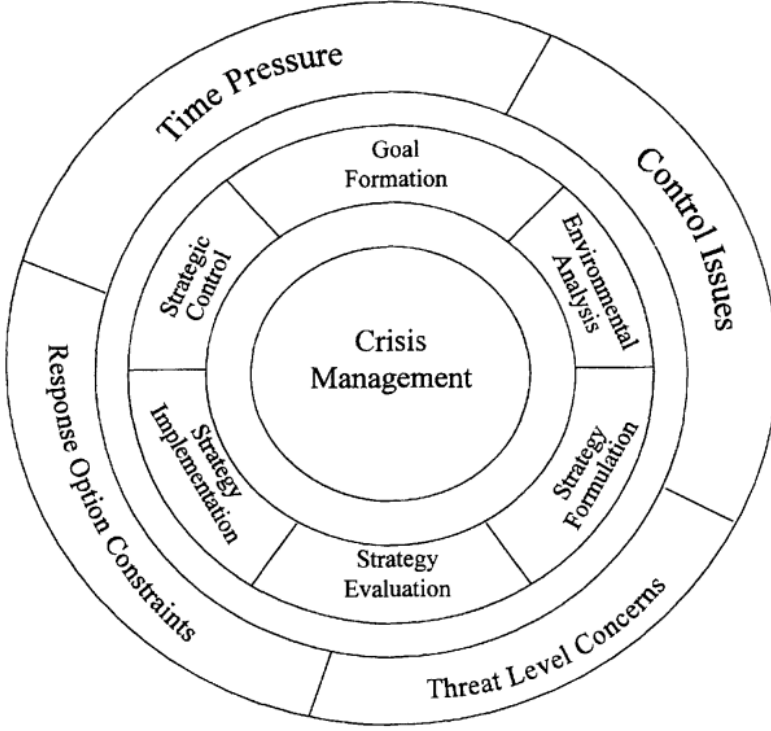 Time Pressure
Control Issues
Goal
Formation
Strategic
Control
Environmental
Analysis
Crisis
Management
Response Option Constraints
Strategy
Implementation
Strategy
Formulation
Strategy
Evaluation
Threat Level Concerns